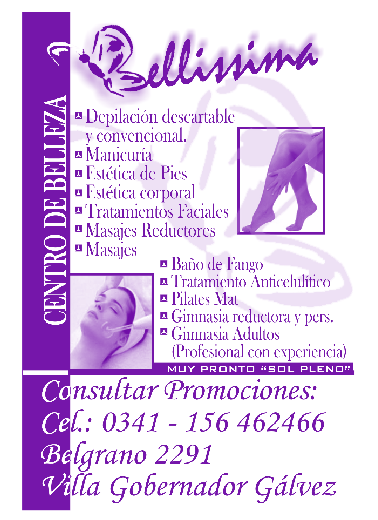 Bellissima
CENTRO DE BELLEZA
Depilación descartable
y convencional.
Manicuría
Estética de Pies
Estética corporal
Tratamientos Faciales
Masajes Reductores
Masajes
Baño de Fango
Tratamiento Anticelulítico
Pilates Mat
Gimnasia reductora y pers.
Gimnasia Adultos
(Profesional con experiencia)
MUY PRONTO "SOL PLENO"
Consultar Promociones:
Cel.: 0341 - 156 462466
Belgrano 2291
Villa Gobernador Gálvez